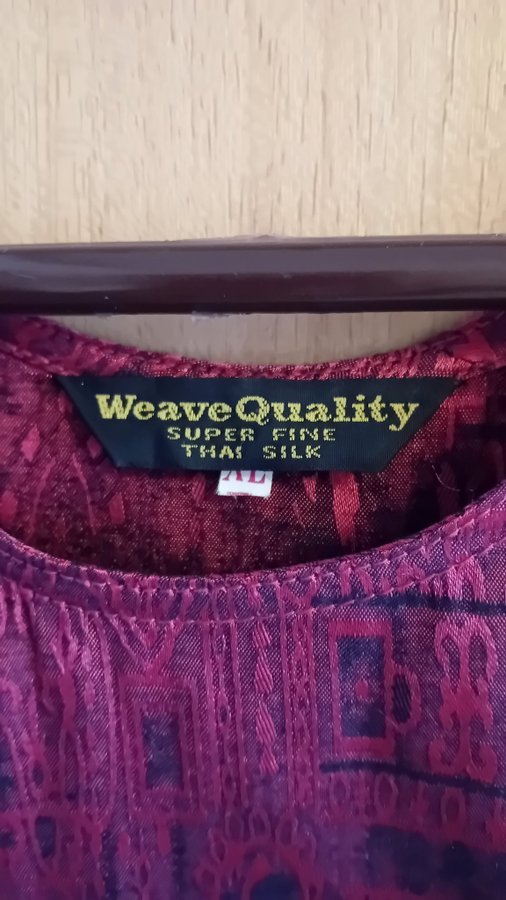 WeaveQuality
SUPER FINE
THAI SILK
XL